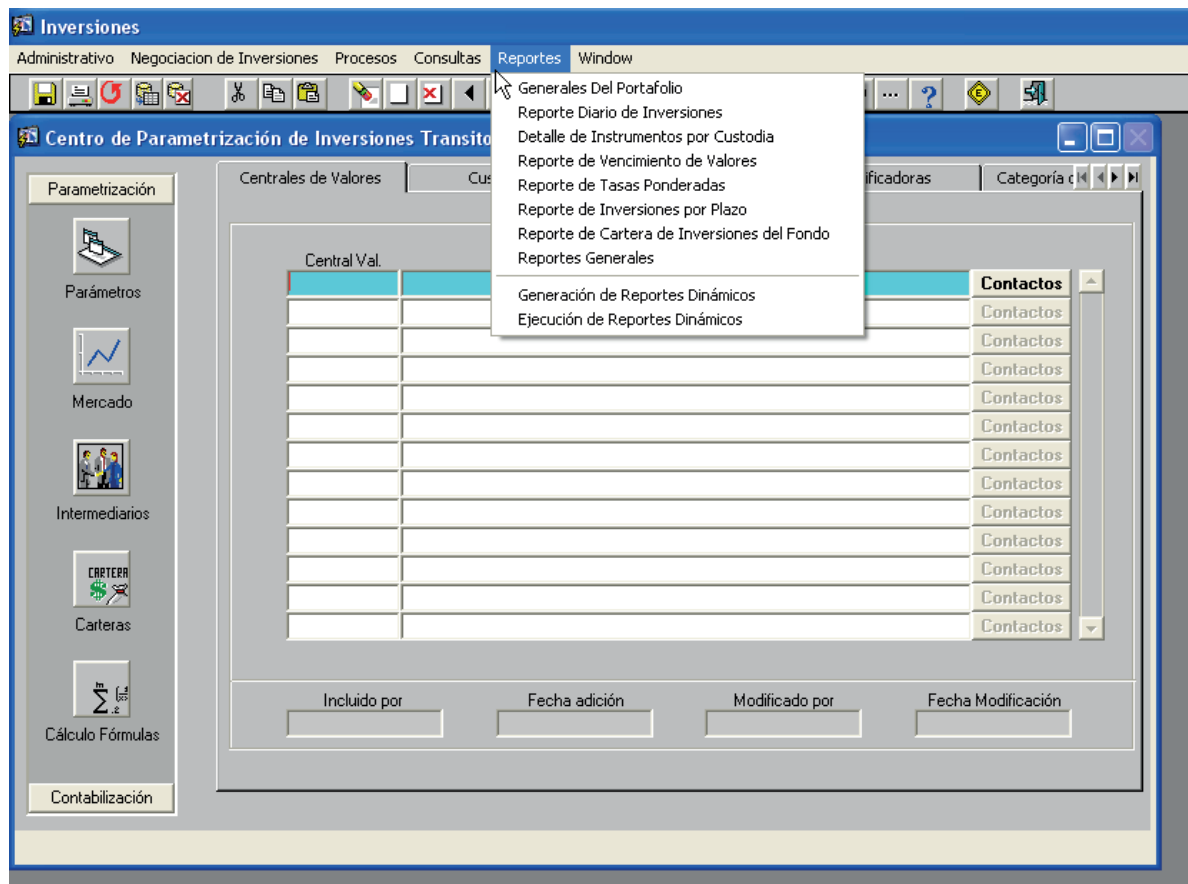 Inversiones
Administrativo Negociacion de Inversiones Procesos Consultas Reportes Window
Generales Del Portafolio
Reporte Diario de Inversiones
Detalle de Instrumentos por Custodia
Reporte de Vencimiento de Valores
Reporte de Tasas Ponderadas
Reporte de Inversiones por Plazo
Reporte de Cartera de Inversiones del Fondo
Reportes Generales
Generación de Reportes Dinámicos
Ejecución de Reportes Dinámicos
Centro de Parametrización de Inversiones Transito
Parametrización
Parámetros
Mercado
Intermediarios
CARTERA
Carteras
Cálculo Fórmulas
Contabilización
Centrales de Valores Cus ificadoras Categoría
Central Val.
Contactos
Contactos
Contactos
Contactos
Contactos
Contactos
Contactos
Contactos
Contactos
Contactos
Contactos
Contactos
Contactos
Incluido por Fecha adición Modificado por Fecha Modificación